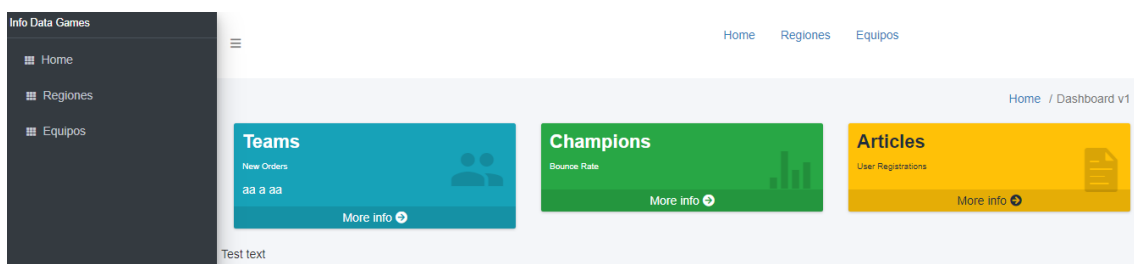 Info Data Games
Home
Regiones
Equipos
Home Regiones Equipos
Home / Dashboard v1
Teams
New Orders
aa a aa
More info
Champions
Bounce Rate
More info
Articles
User Registrations
More info
Test text